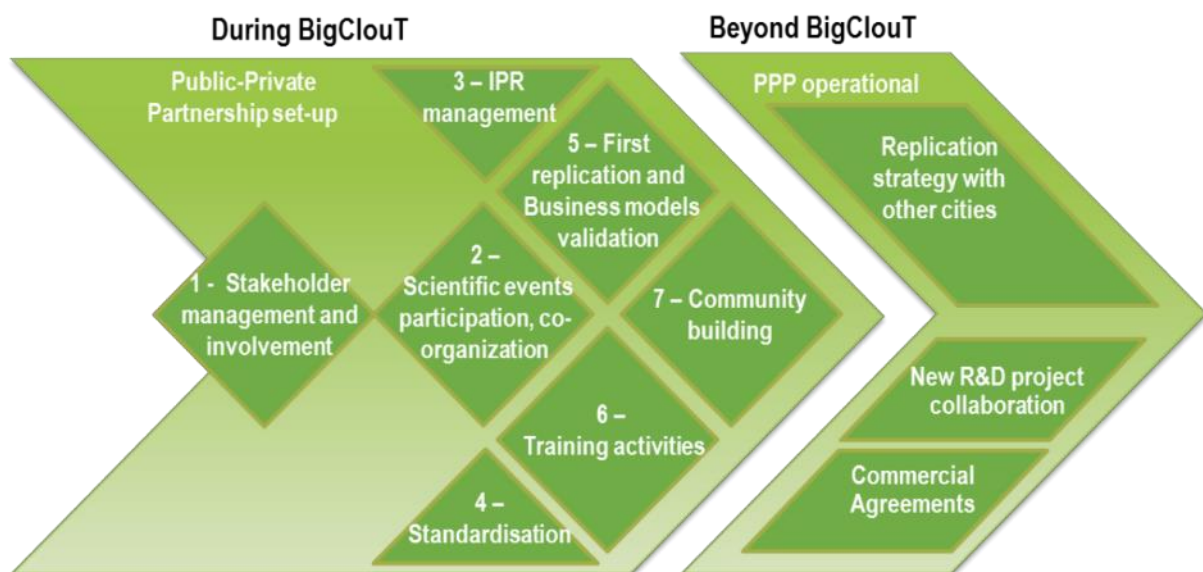 During BigClouT
Beyond BigClouT
Public-Private
Partnership set-up
3 – IPR
management
5 – First
replication and
Business models
validation
1 - Stakeholder
management and
involvement
2 –
Scientific events
participation, co-
organization
7 – Community
building
6 –
Training activities
4 –
Standardisation
PPP operational
Replication
strategy with
other cities
New R&D project
collaboration
Commercial
Agreements